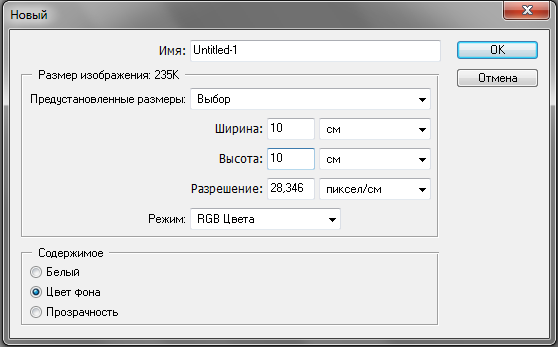 Новый
Имя: Untitled-1
OK
Размер изображения: 235K
Отмена
Предустановленные размеры: Выбор
Ширина: 10 см
Высота: 10 см
Разрешение: 28,346 пиксел/см
Режим: RGB Цвета
Содержимое
Белый
Цвет фона
Прозрачность